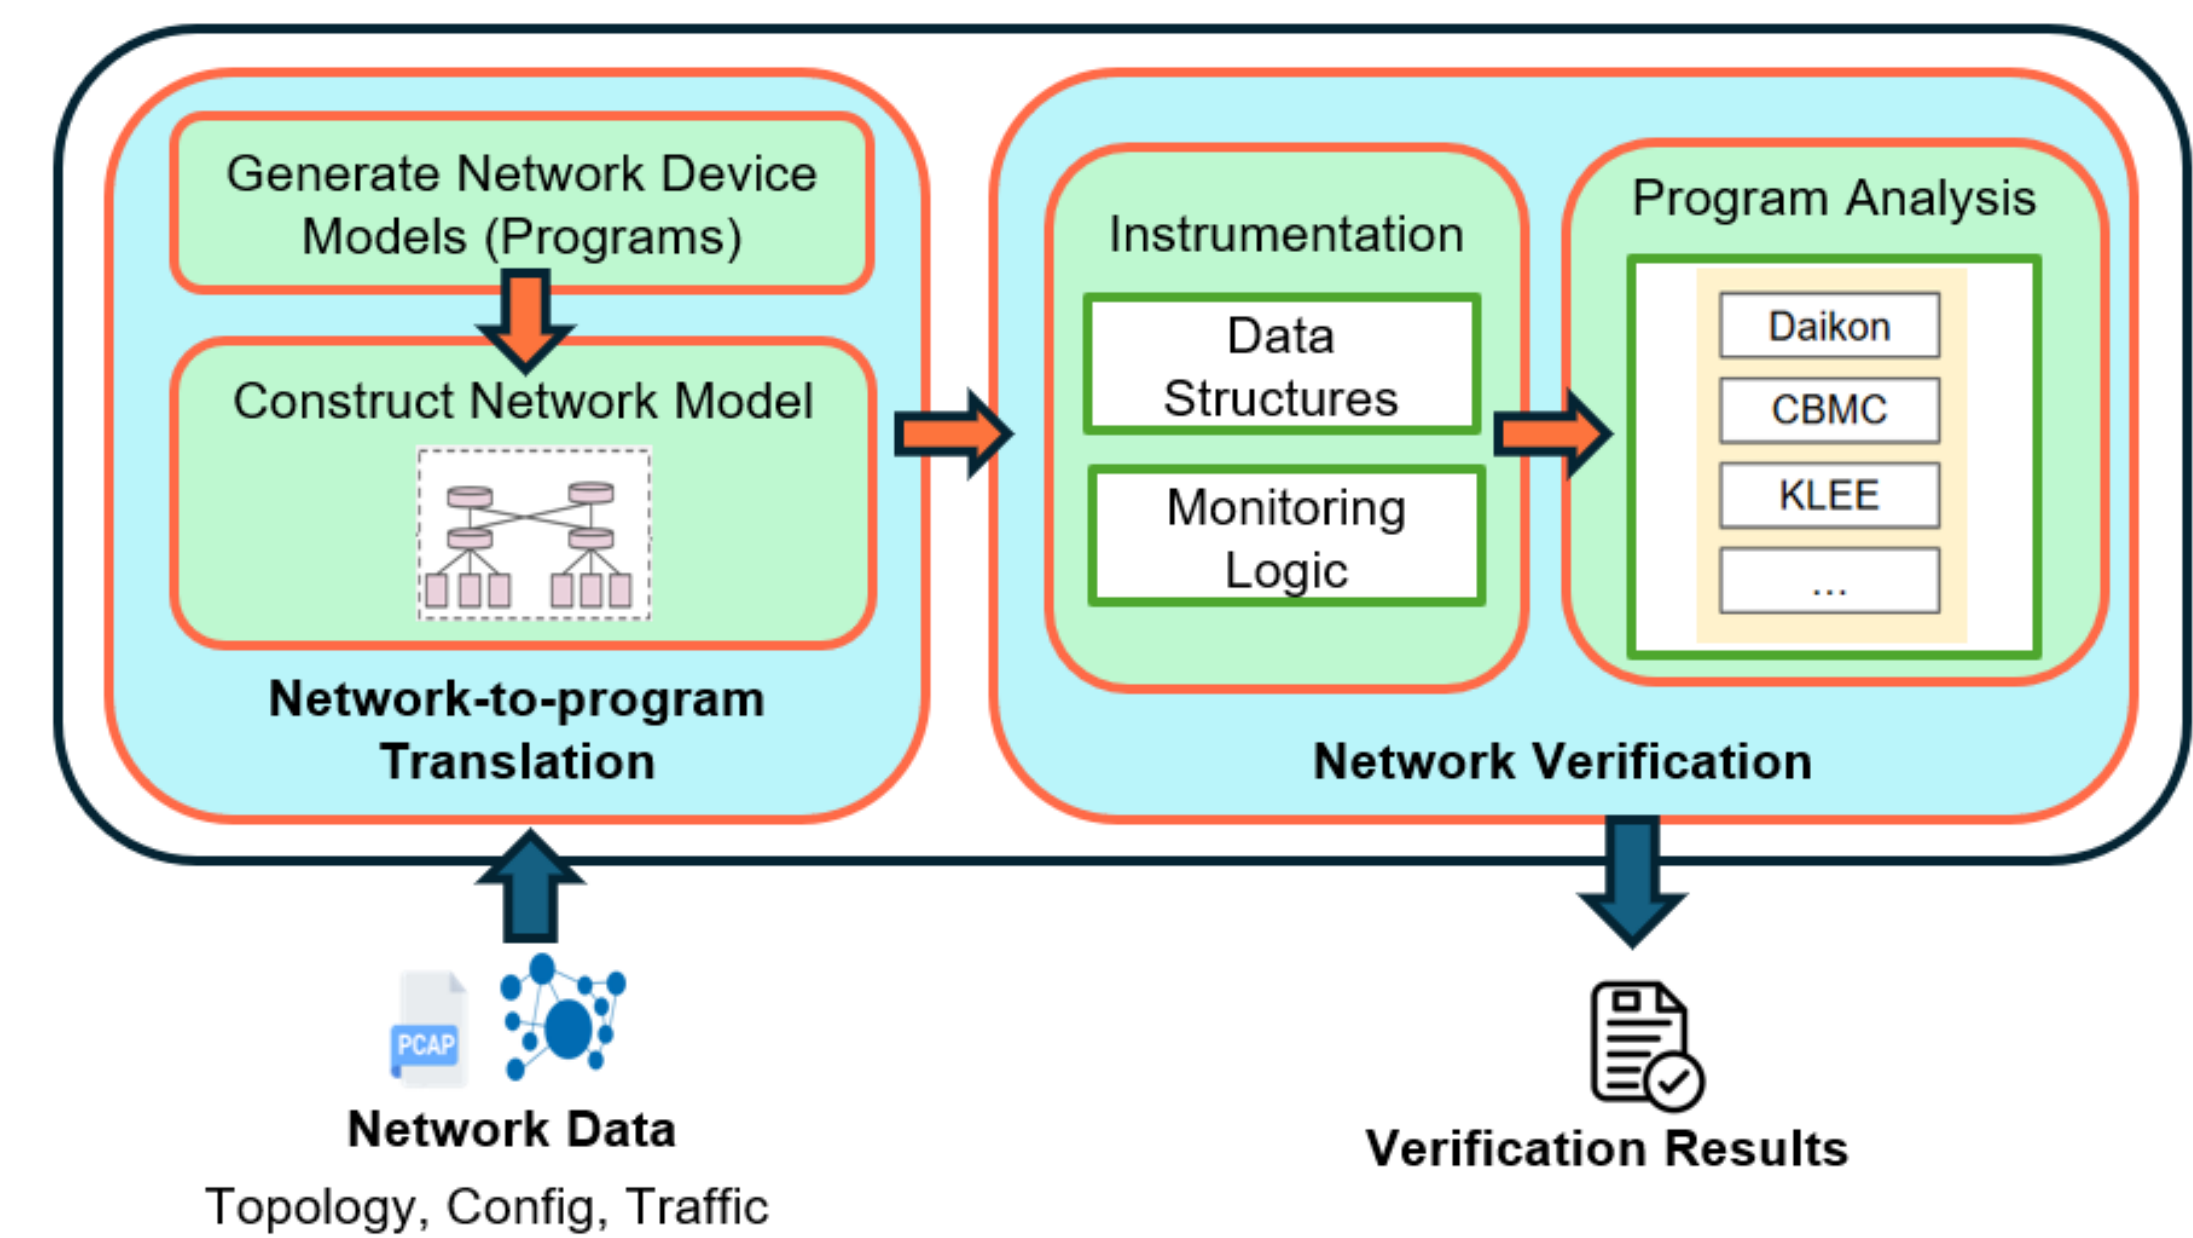 Generate Network Device
Models (Programs)
Construct Network Model
Network-to-program
Translation
Instrumentation
Data
Structures
Monitoring
Logic
Program Analysis
Daikon
CBMC
KLEE
...
Network Verification
PCAP
Network Data
Topology, Config, Traffic
Verification Results